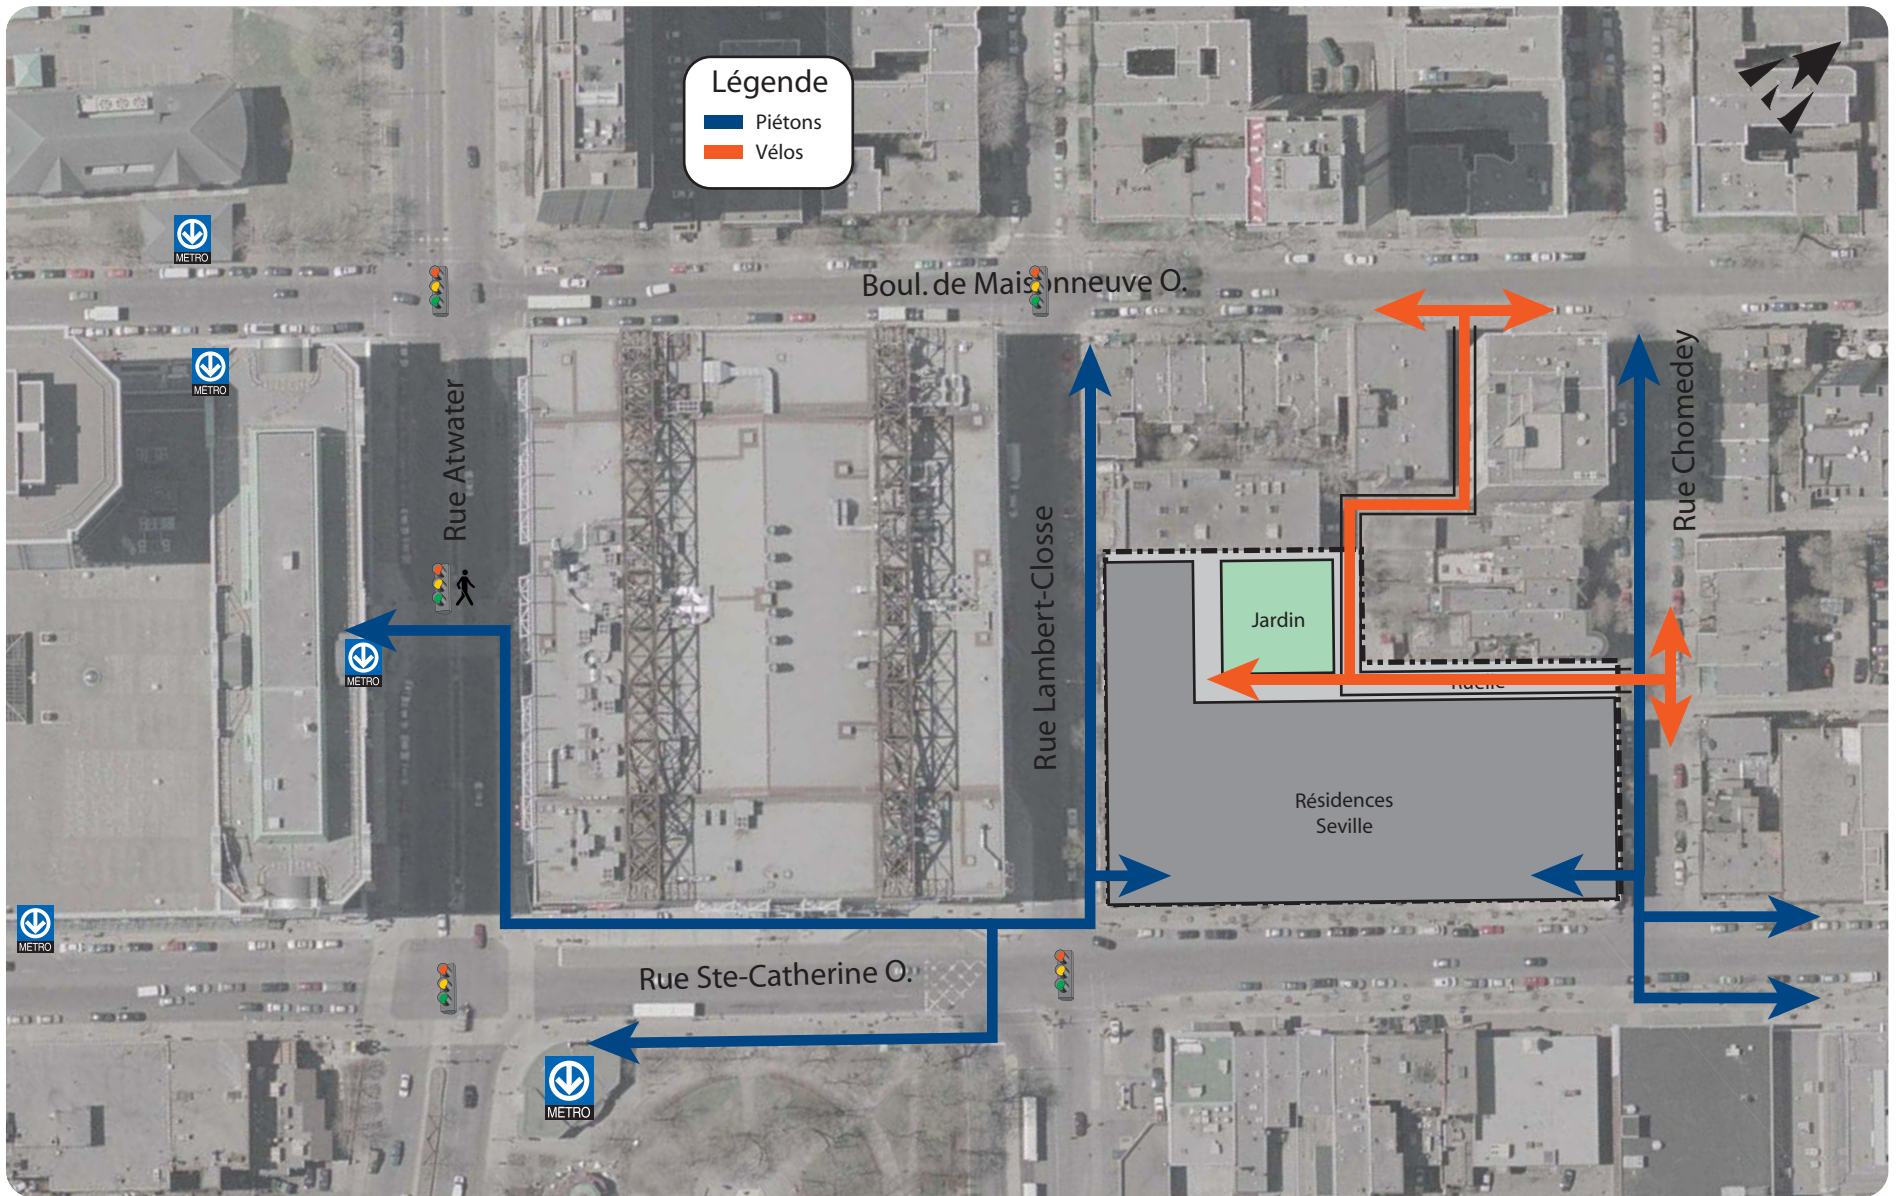 Légende
Piétons
Vélos
METRO
Boul. de Maisonneuve O.
METRO
Rue Atwater
Rue Chomedey
Rue Lambert-Closse
Jardin
METRO
Ruelle
Résidences
Seville
METRO
Rue Ste-Catherine O.
METRO